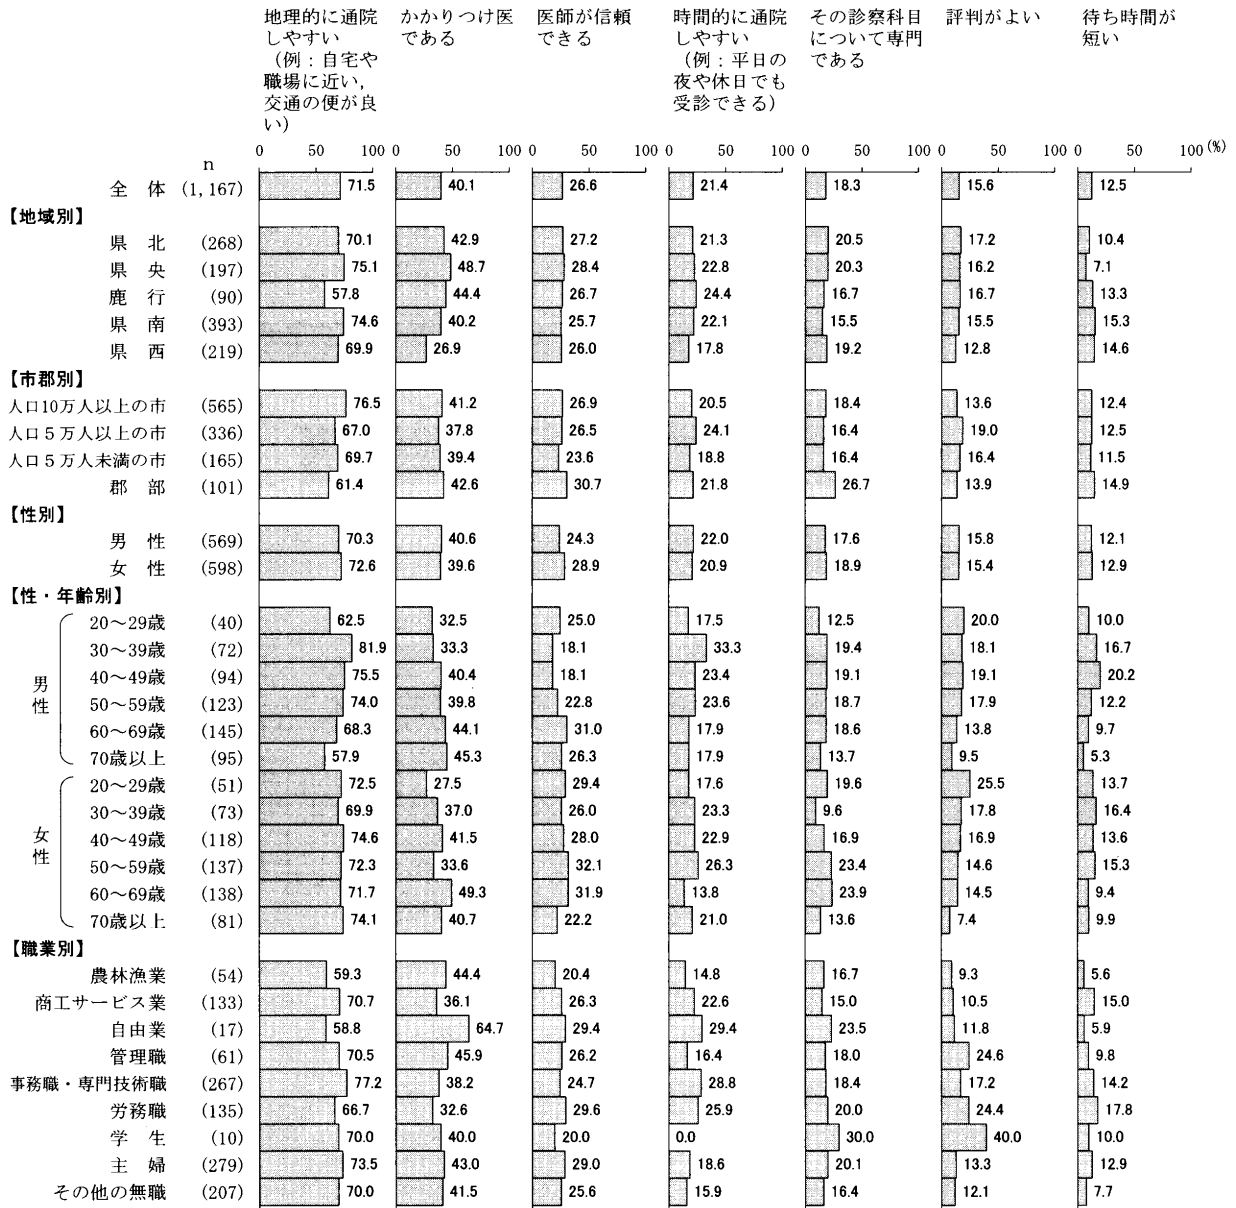 地理的に通院
しやすい
（例：自宅や
職場に近い，
交通の便が良
い）
かかりつけ医
である
医師が信頼
できる
時間的に通院
しやすい
（例：平日の
夜や休日でも
受診できる）
その診察科目
について専門
である
評判がよい
待ち時間が
短い
n 0 50 100 0 50 100 0 50 100 0 50 100 0 50 100 0 50 100 0 50 100 (%)
全体 (1,167) 71.5 40.1 26.6 21.4 18.3 15.6 12.5
【地域別】
県北 (268) 70.1 42.9 27.2 21.3 20.5 17.2 10.4
県央 (197) 75.1 48.7 28.4 22.8 20.3 16.2 7.1
鹿行 (90) 57.8 44.4 26.7 24.4 16.7 16.7 13.3
県南 (393) 74.6 40.2 25.7 22.1 15.5 15.5 15.3
県西 (219) 69.9 26.9 26.0 17.8 19.2 12.8 14.6
【市郡別】
人口10万人以上の市 (565) 76.5 41.2 26.9 20.5 18.4 13.6 12.4
人口５万人以上の市 (336) 67.0 37.8 26.5 24.1 16.4 19.0 12.5
人口５万人未満の市 (165) 69.7 39.4 23.6 18.8 16.4 16.4 11.5
郡部 (101) 61.4 42.6 30.7 21.8 26.7 13.9 14.9
【性別】
男性 (569) 70.3 40.6 24.3 22.0 17.6 15.8 12.1
女性 (598) 72.6 39.6 28.9 20.9 18.9 15.4 12.9
【性・年齢別】
男性
20～29歳 (40) 62.5 32.5 25.0 17.5 12.5 20.0 10.0
30～39歳 (72) 81.9 33.3 18.1 33.3 19.4 18.1 16.7
40～49歳 (94) 75.5 40.4 18.1 23.4 19.1 19.1 20.2
50～59歳 (123) 74.0 39.8 22.8 23.6 18.7 17.9 12.2
60～69歳 (145) 68.3 44.1 31.0 17.9 18.6 13.8 9.7
70歳以上 (95) 57.9 45.3 26.3 17.9 13.7 9.5 5.3
女性
20～29歳 (51) 72.5 27.5 29.4 17.6 19.6 25.5 13.7
30～39歳 (73) 69.9 37.0 26.0 23.3 9.6 17.8 16.4
40～49歳 (118) 74.6 41.5 28.0 22.9 16.9 16.9 13.6
50～59歳 (137) 72.3 33.6 32.1 26.3 23.4 14.6 15.3
60～69歳 (138) 71.7 49.3 31.9 13.8 23.9 14.5 9.4
70歳以上 (81) 74.1 40.7 22.2 21.0 13.6 7.4 9.9
【職業別】
農林漁業 (54) 59.3 44.4 20.4 14.8 16.7 9.3 5.6
商工サービス業 (133) 70.7 36.1 26.3 22.6 15.0 10.5 15.0
自由業 (17) 58.8 64.7 29.4 29.4 23.5 11.8 5.9
管理職 (61) 70.5 45.9 26.2 16.4 18.0 24.6 9.8
事務職・専門技術職 (267) 77.2 38.2 24.7 28.8 18.4 17.2 14.2
労務職 (135) 66.7 32.6 29.6 25.9 20.0 24.4 17.8
学生 (10) 70.0 40.0 20.0 0.0 30.0 40.0 10.0
主婦 (279) 73.5 43.0 29.0 18.6 20.1 13.3 12.9
その他の無職 (207) 70.0 41.5 25.6 15.9 16.4 12.1 7.7